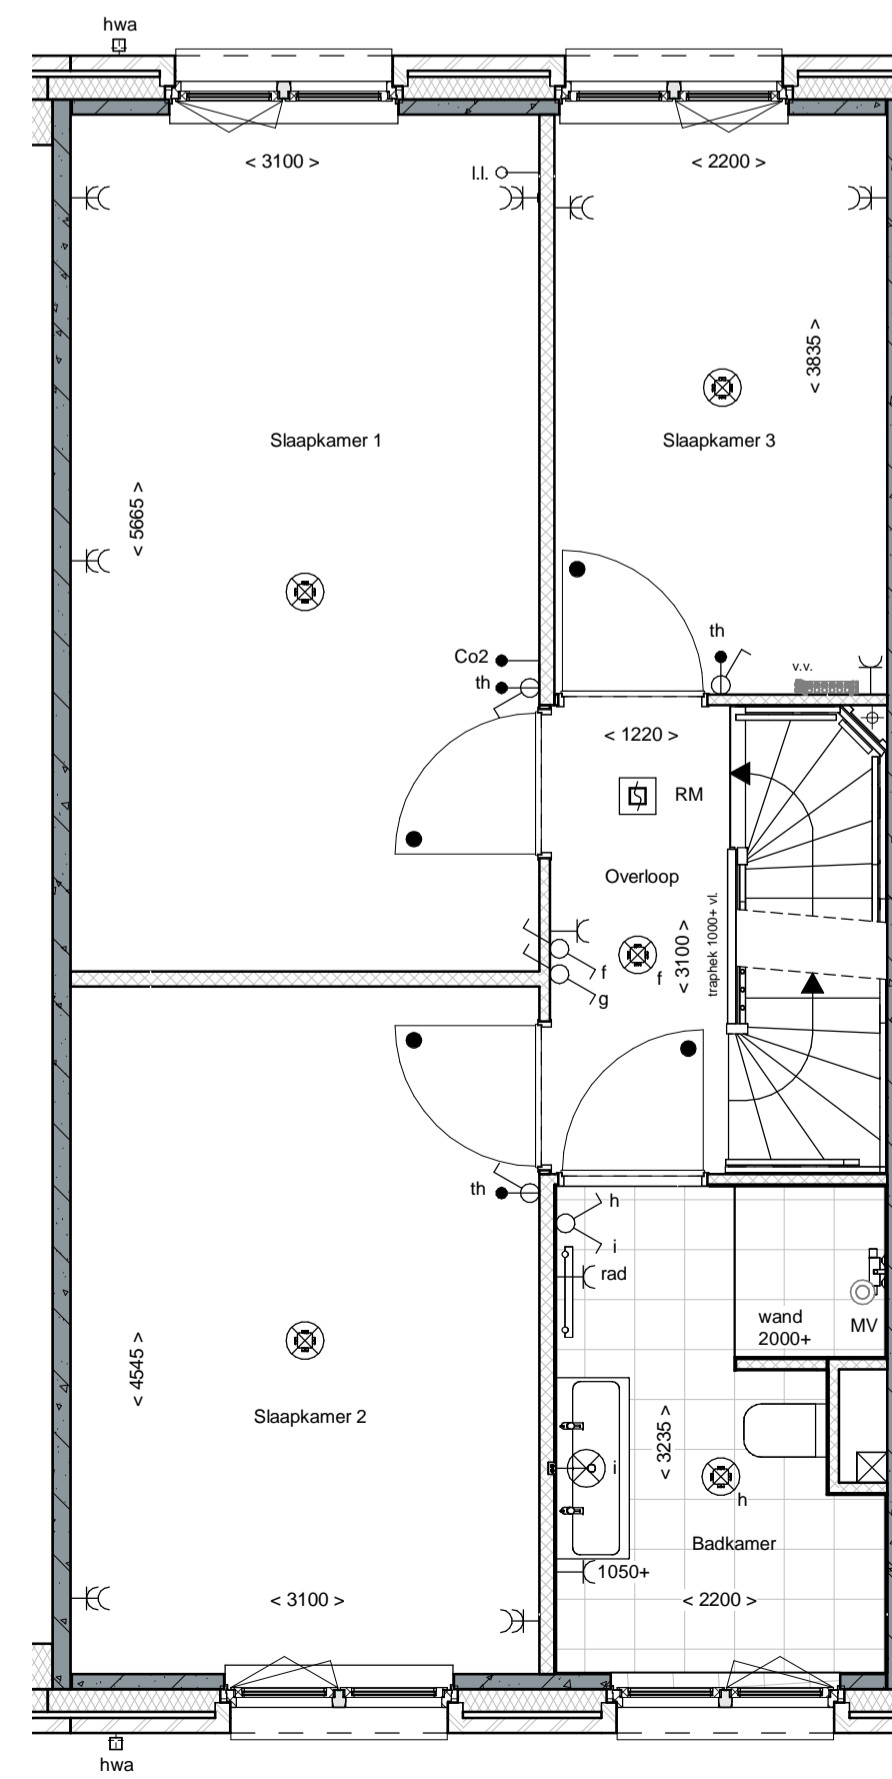 hwa
< 3100 >
l.l.
< 2200 >
< 3835 >
Slaapkamer 1
Slaapkamer 3
< 5665 >
Co2
th
th
v.v.
< 1220 >
RM
Overloop
f
g
f
< 3100 >
traphek 1000+ vl.
th
h
i
rad
wand
2000+
MV
< 4545 >
Slaapkamer 2
< 3235 >
i
h
Badkamer
1050+
< 3100 >
< 2200 >
hwa